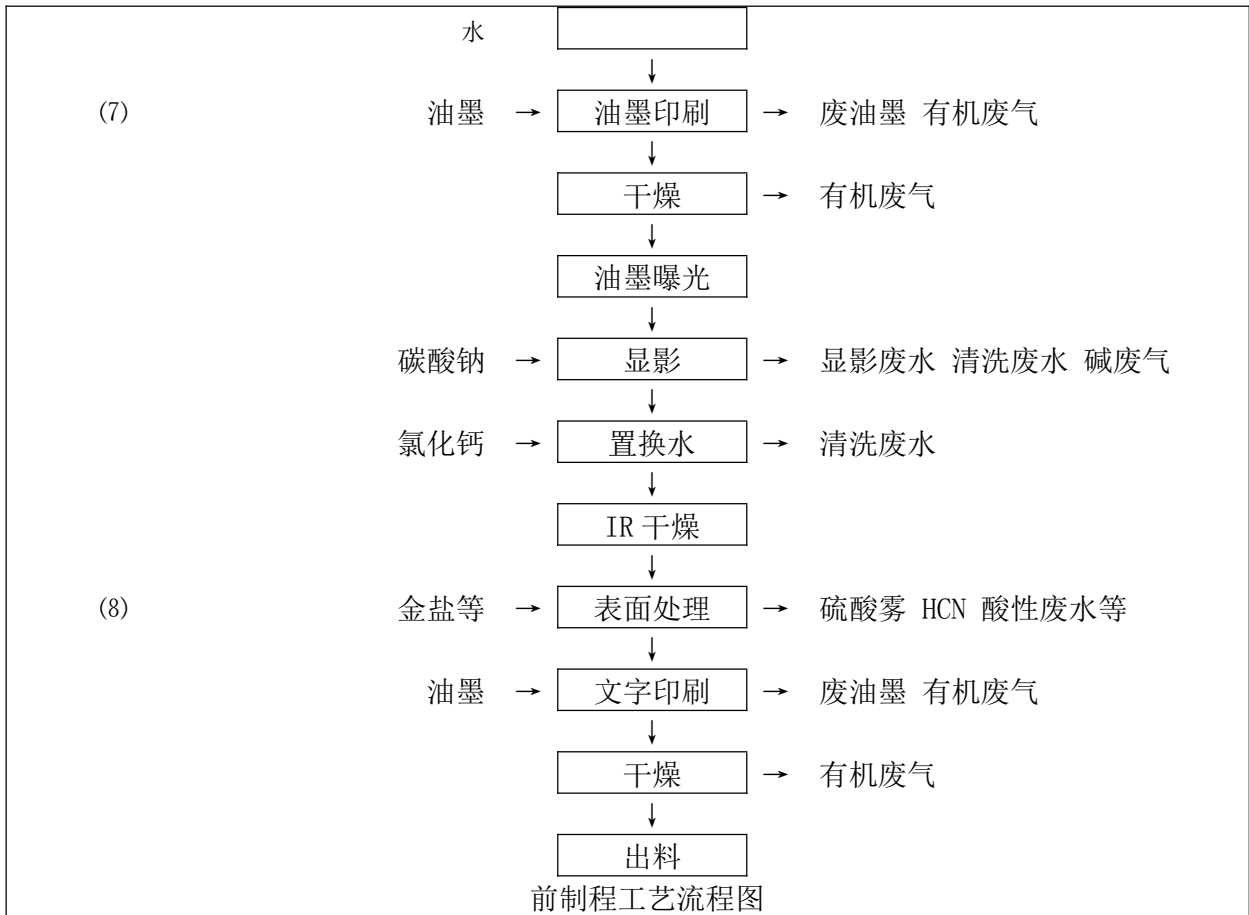 水
(7) 油墨 → 油墨印刷 → 废油墨 有机废气
干燥 → 有机废气
油墨曝光
碳酸钠 → 显影 → 显影废水 清洗废水 碱废气
氯化钙 → 置换水 → 清洗废水
IR 干燥
(8) 金盐等 → 表面处理 → 硫酸雾 HCN 酸性废水等
油墨 → 文字印刷 → 废油墨 有机废气
干燥 → 有机废气
出料
前制程工艺流程图